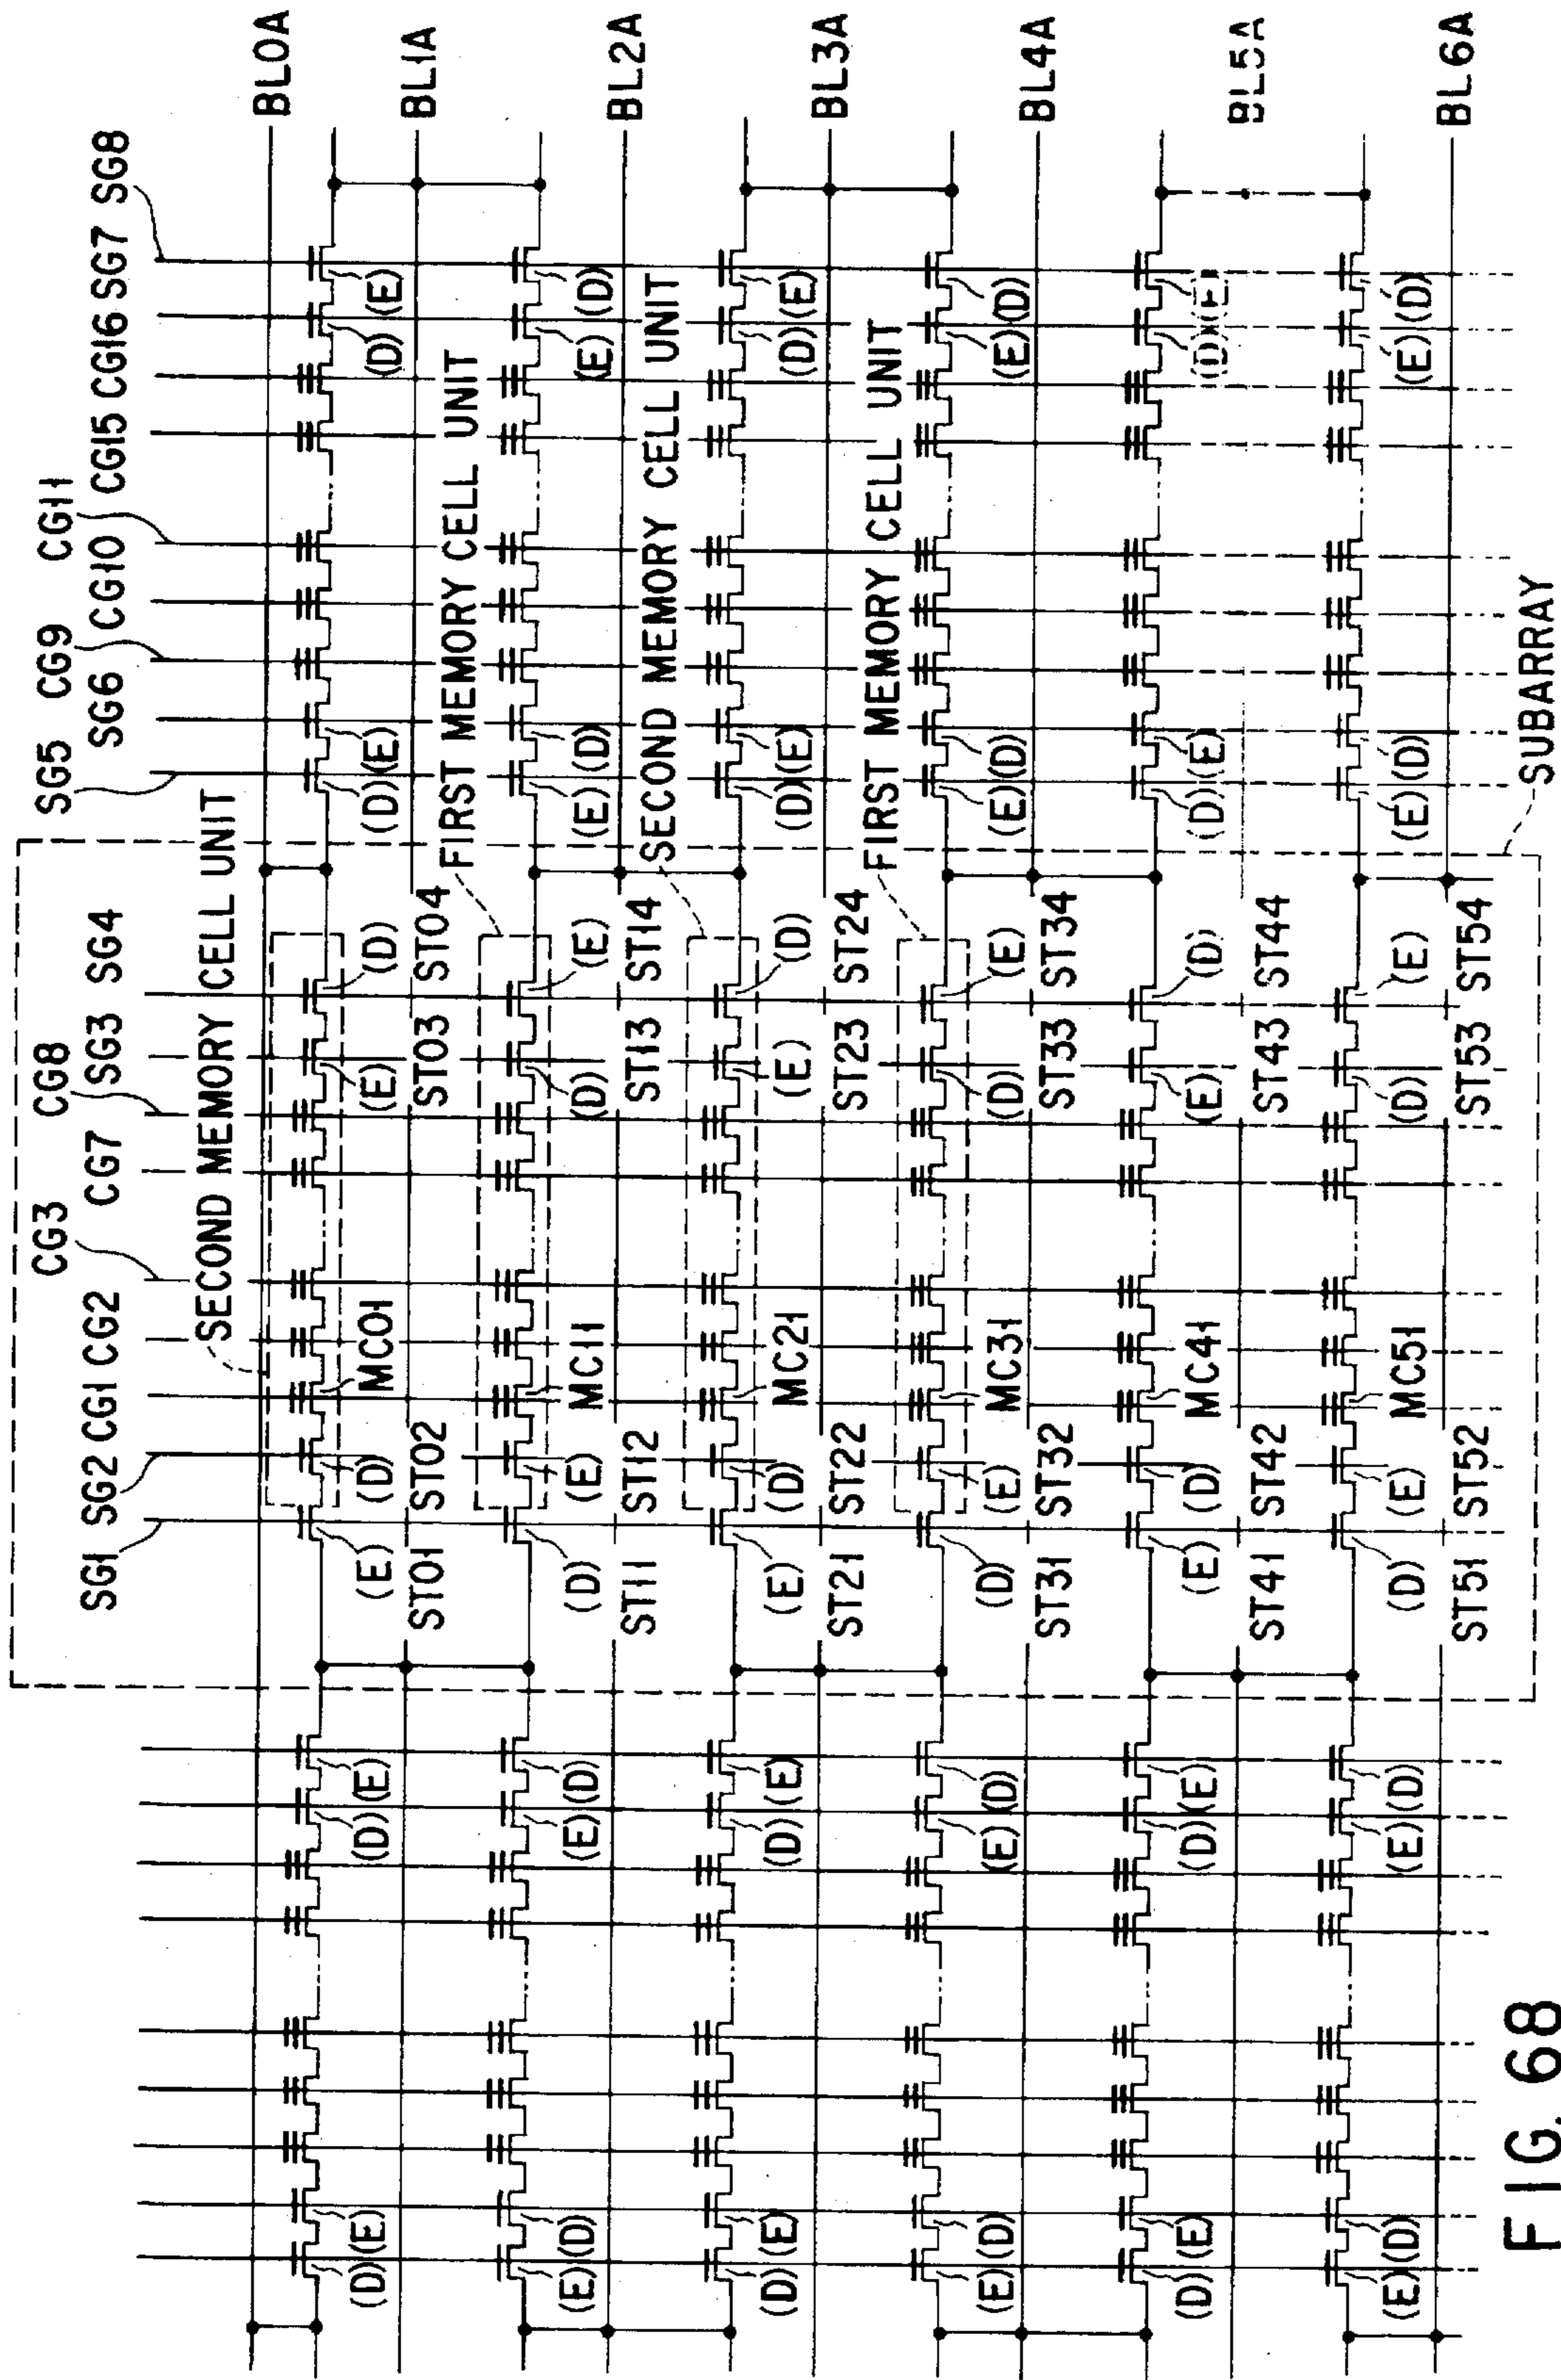 SG1
SG2
CG1
CG2
CG3
CG7
CG8
SG3
SG4
SG5
SG6
CG9
CG10
CG11
CG15
CG16
SG7
SG8
SECOND MEMORY CELL UNIT
BL0A
(D)(E)
(D)(E)
(E)
(D)
MC01
(E)
(D)
(D)(E)
(D)(E)
ST01
ST02
ST03
ST04
BL1A
FIRST MEMORY CELL UNIT
(E)(D)
(E)(D)
(D)
(E)
MC11
(D)
(E)
(E)(D)
(E)
(D)
ST11
ST12
ST13
ST14
BL2A
SECOND MEMORY CELL UNIT
(D)
(E)
(D)(E)
(E)
(D)
MC21
(E)
(D)
(D)(E)
(D)(E)
ST21
ST22
ST23
ST24
BL3A
FIRST MEMORY CELL UNIT
(E)(D)
(E)(D)
(D)
(E)
MC31
(D)
(E)
(E)(D)
(E)(D)
ST31
ST32
ST33
ST34
BL4A
(D)(E)
(D)(E)
(E)
(D)
MC41
(E)
(D)
(D)(E)
(D)
ST41
ST42
ST43
ST44
BL5A
(E)(D)
(E)(D)
(D)
(E)
MC51
(D)
(E)
(E)(D)
(E)(D)
ST51
ST52
ST53
ST54
BL6A
SUBARRAY
FIG. 68